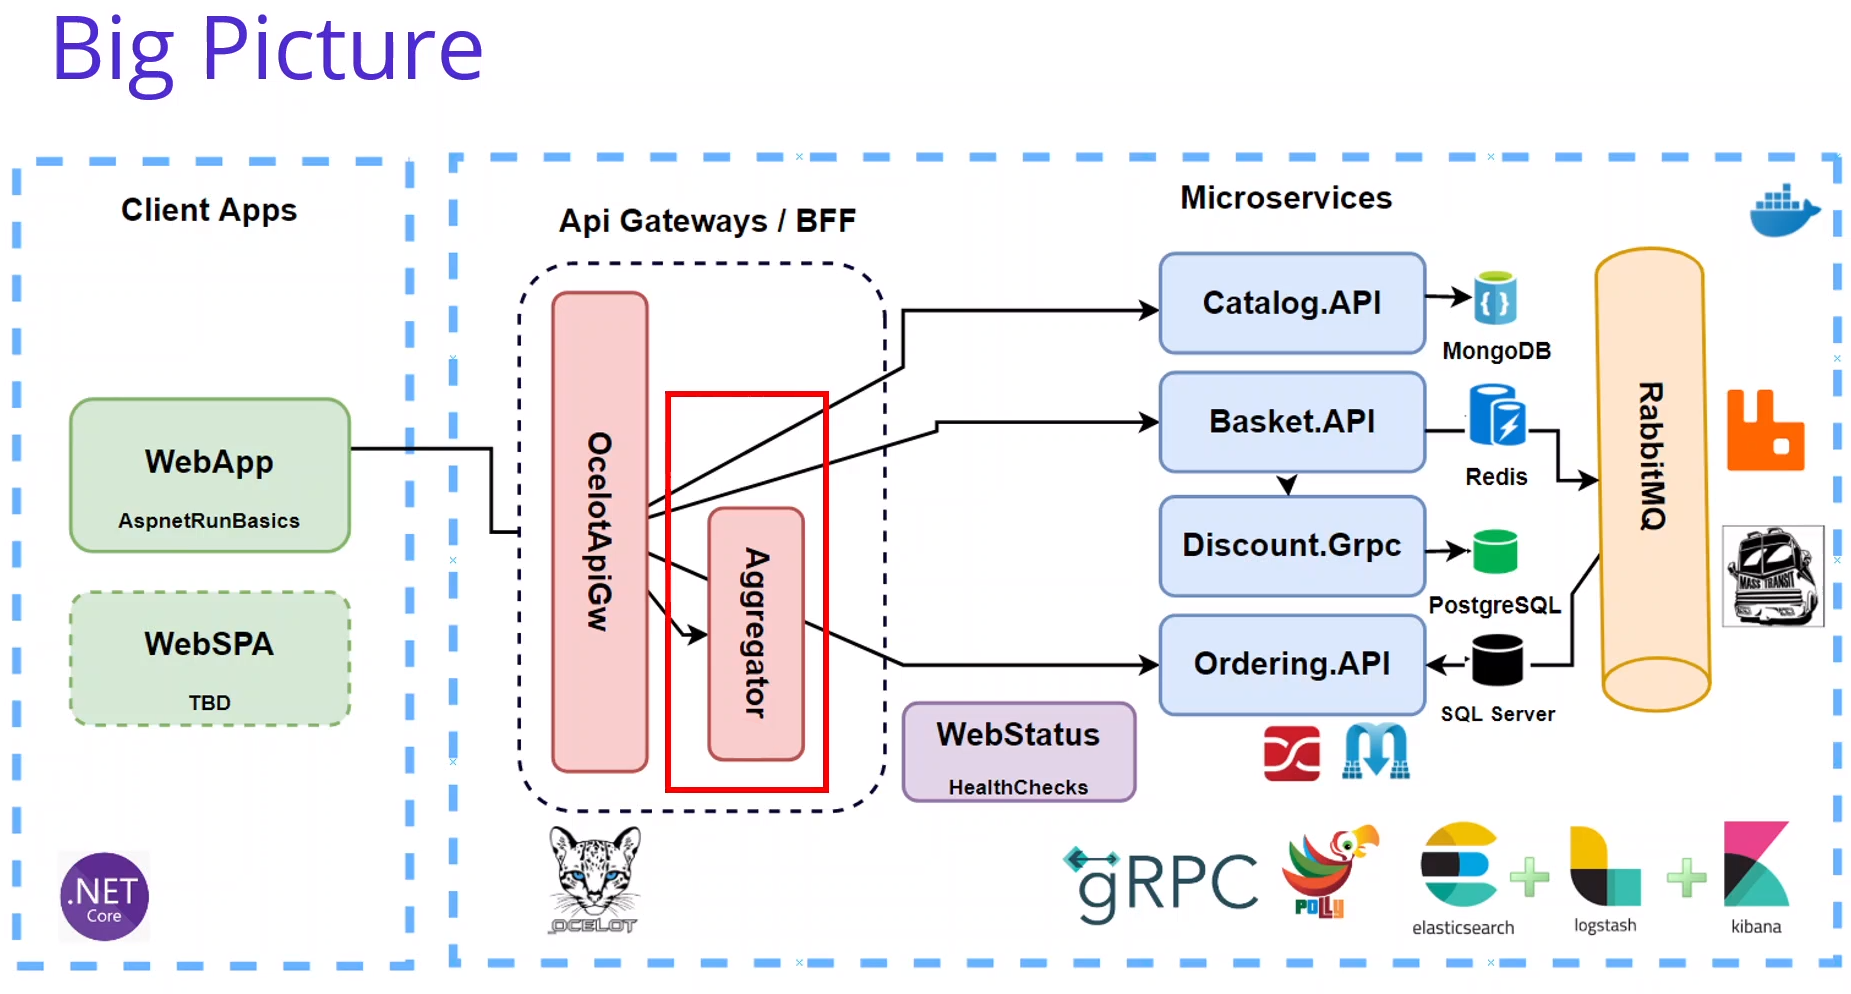 Big Picture
Client Apps
Api Gateways / BFF
Microservices
WebApp
AspnetRunBasics
WebSPA
TBD
.NET
Core
OcelotApiGw
Aggregator
OCELOT
Catalog.API
MongoDB
Basket.API
Redis
Discount.Grpc
PostgreSQL
Ordering.API
SQL Server
WebStatus
HealthChecks
RabbitMQ
MASS TRANSIT
gRPC
POLLY
elasticsearch
logstash
kibana